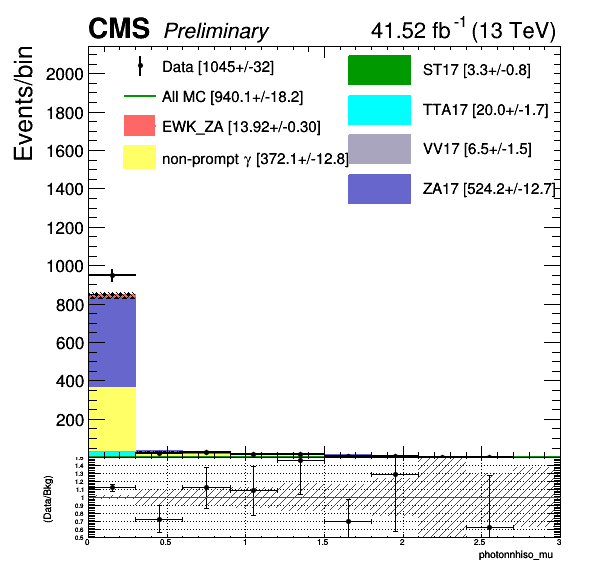 CMS Preliminary 41.52 fb⁻¹ (13 TeV)
Events/bin
2000
1800
1600
1400
1200
1000
800
600
400
200
Data [1045+/-32]
All MC [940.1+/-18.2]
EWK_ZA [13.92+/-0.30]
non-prompt γ [372.1+/-12.8]
ST17 [3.3+/-0.8]
TTA17 [20.0+/-1.7]
VV17 [6.5+/-1.5]
ZA17 [524.2+/-12.7]
(Data/Bkg)
1.5
1.4
1.3
1.2
1.1
1
0.9
0.8
0.7
0.6
0.5
0 0.5 1 1.5 2 2.5 3
photonnhiso_mu